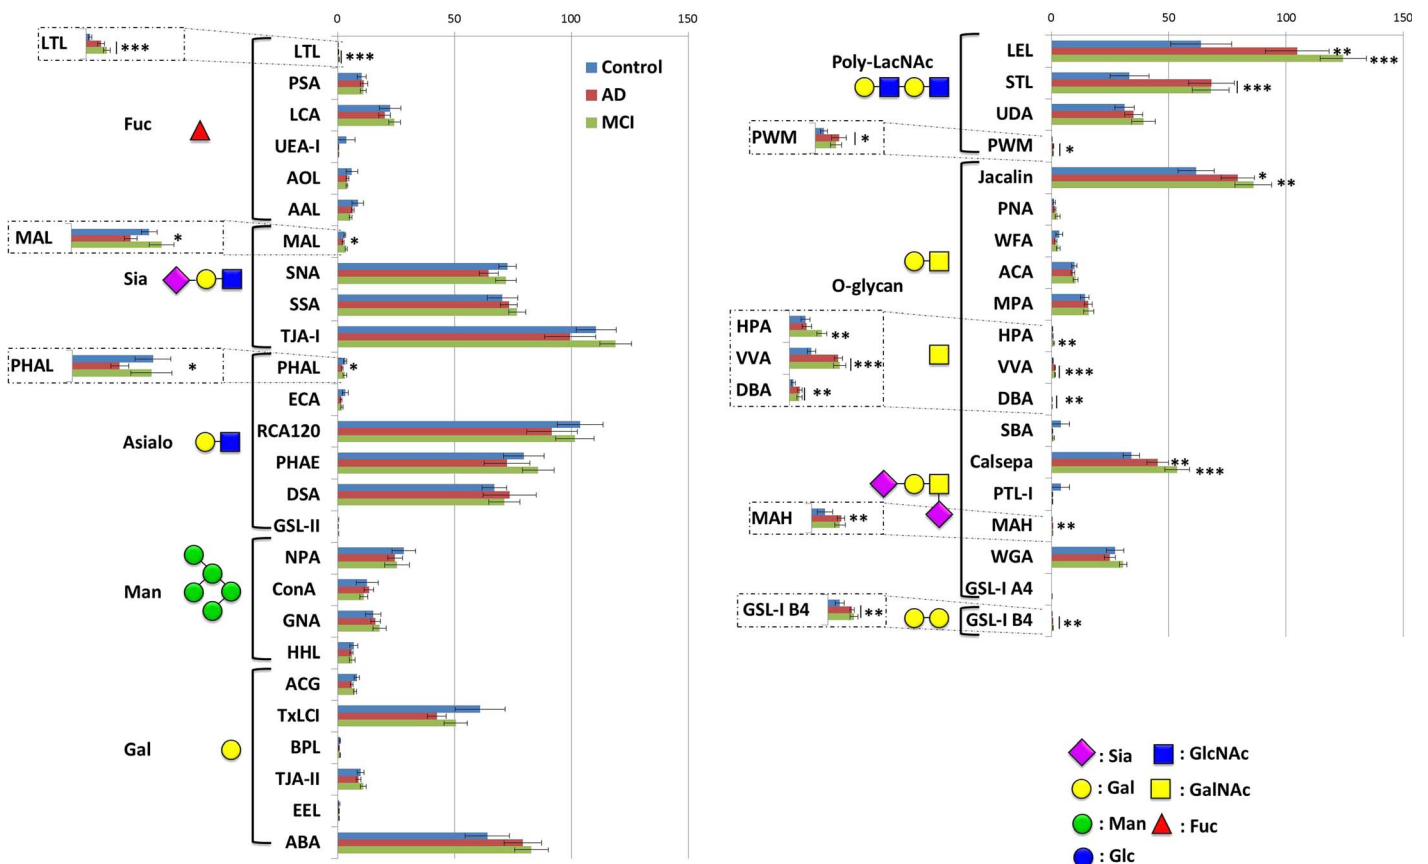 0 50 100 150
LTL ***
LTL ***
PSA
LCA
UEA-I
AOL
AAL
Fuc
Control
AD
MCI
MAL *
MAL *
SNA
SSA
TJA-I
Sia
PHAL *
PHAL *
ECA
RCA120
PHAE
DSA
GSL-II
Asialo
NPA
ConA
GNA
HHL
Man
ACG
TxLCI
BPL
TJA-II
EEL
ABA
Gal
0 50 100 150
Poly-LacNAc
LEL ** ***
STL ***
UDA
PWM *
PWM *
Jacalin * **
PNA
WFA
ACA
MPA
O-glycan
HPA **
VVA ***
DBA **
HPA **
VVA ***
DBA **
SBA
Calsepa ** ***
PTL-I
MAH **
MAH **
WGA
GSL-I A4
GSL-I B4 **
GSL-I B4 **
: Sia : GlcNAc
: Gal : GalNAc
: Man : Fuc
: Glc